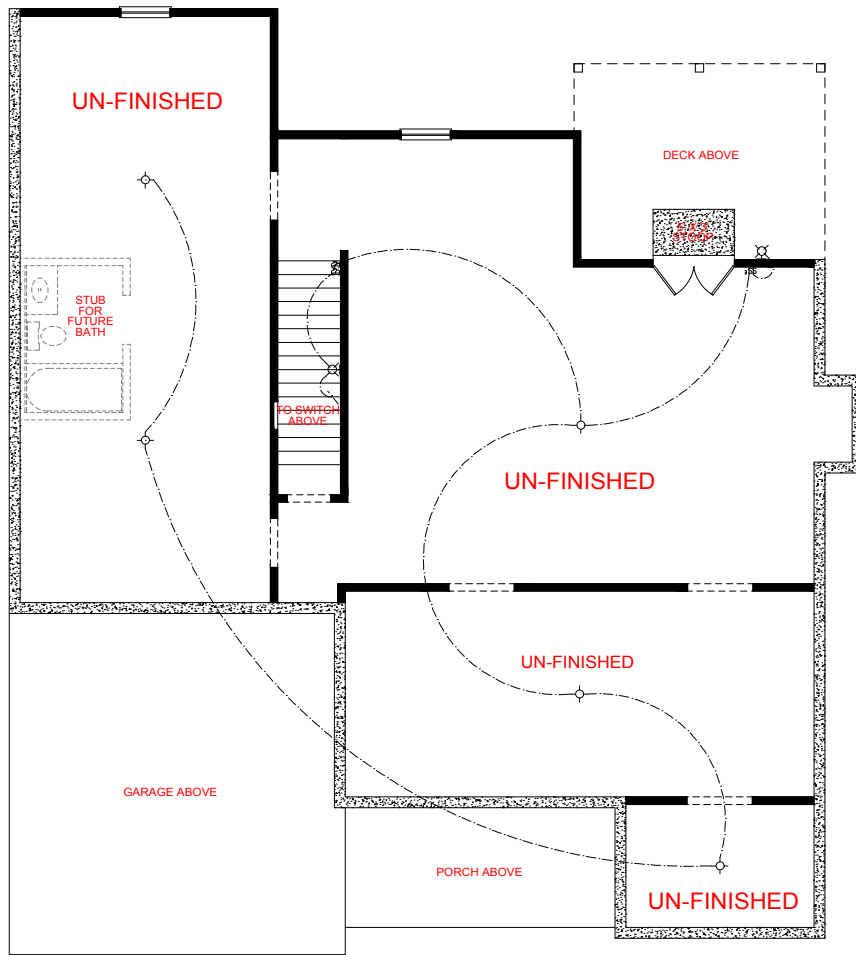 UN-FINISHED
DECK ABOVE
STUB
FOR
FUTURE
BATH
TO SWITCH
ABOVE
UN-FINISHED
UN-FINISHED
GARAGE ABOVE
PORCH ABOVE
UN-FINISHED